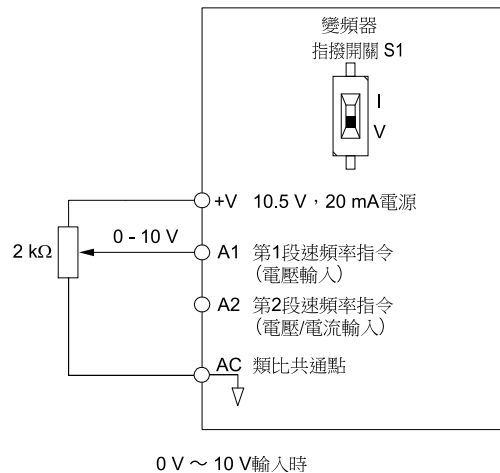 變頻器
指撥開關 S1
I
V
+V 10.5 V，20 mA電源
2 kΩ
0 - 10 V
A1 第1段速頻率指令
(電壓輸入)
A2 第2段速頻率指令
(電壓/電流輸入)
AC 類比共通點
0 V ～ 10 V輸入時